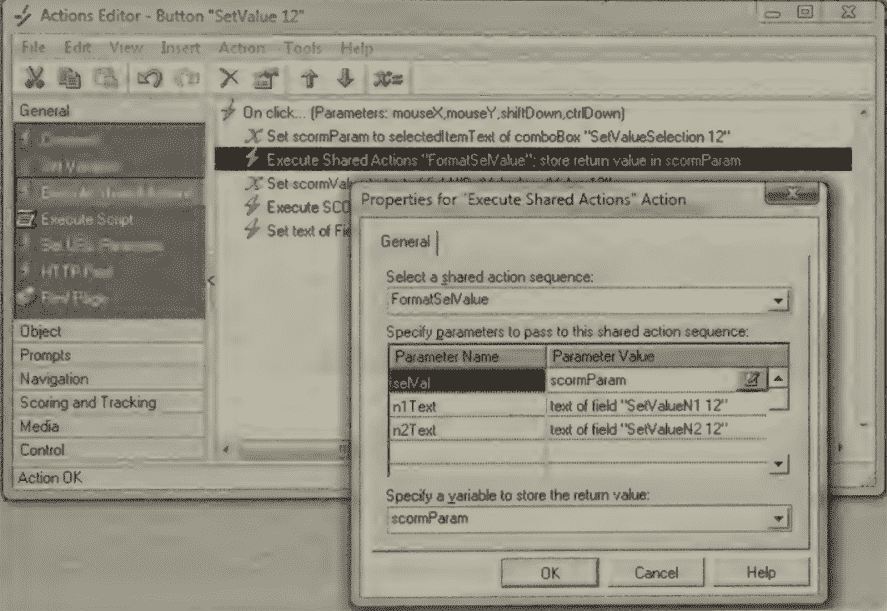 Actions Editor - Button "SetValue 12"
File Edit View Insert Action Tools Help
General
Execute Script
Object
Prompts
Navigation
Scoring and Tracking
Media
Control
Action OK
On click... (Parameters: mouseX,mouseY,shiftDown,ctrlDown)
Set scormParam to selectedItemText of comboBox "SetValueSelection 12"
Execute Shared Actions "FormatSelValue"; store return value in scormParam
Set
Execute
Set text of
Properties for "Execute Shared Actions" Action
General
Select a shared action sequence:
FormatSelValue
Specify parameters to pass to this shared action sequence:
Parameter Name Parameter Value
selVal scormParam
n1Text text of field "SetValueN1 12"
n2Text text of field "SetValueN2 12"
Specify a variable to store the return value:
scormParam
OK Cancel Help